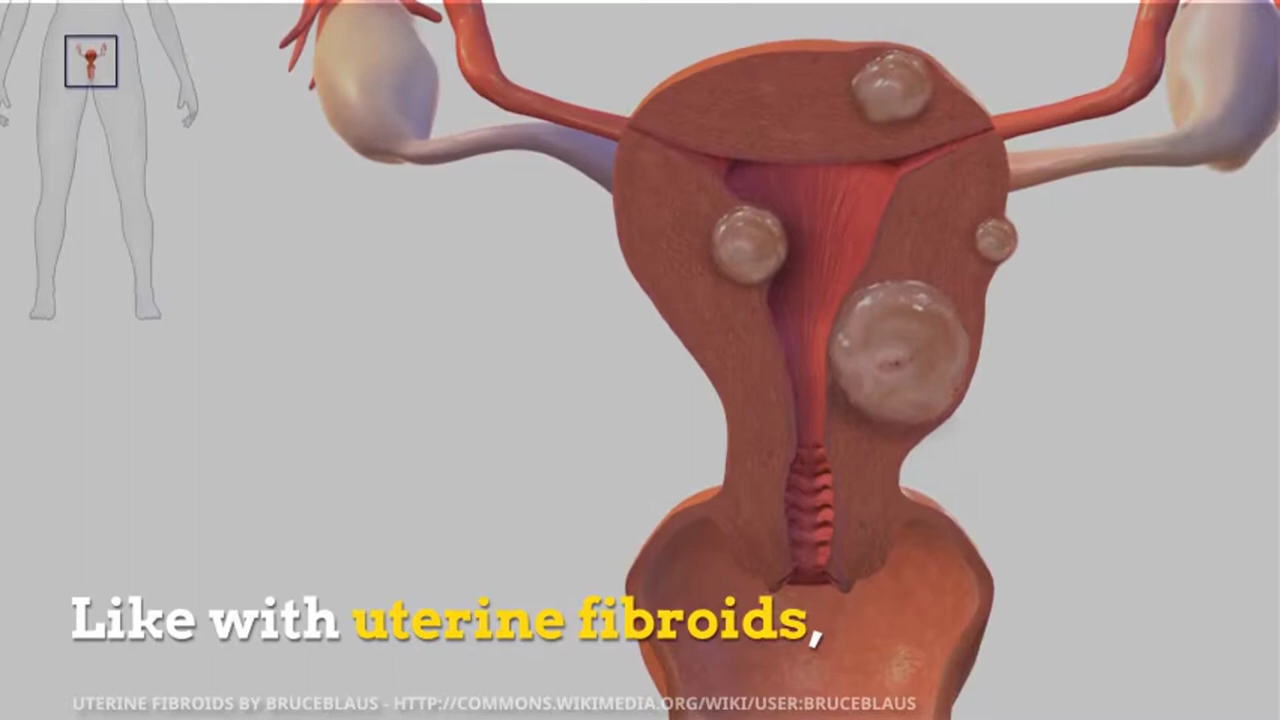 Like with uterine fibroids,
UTERINE FIBROIDS BY BRUCEBLAUS - HTTP://COMMONS.WIKIMEDIA.ORG/WIKI/USER:BRUCEBLAUS